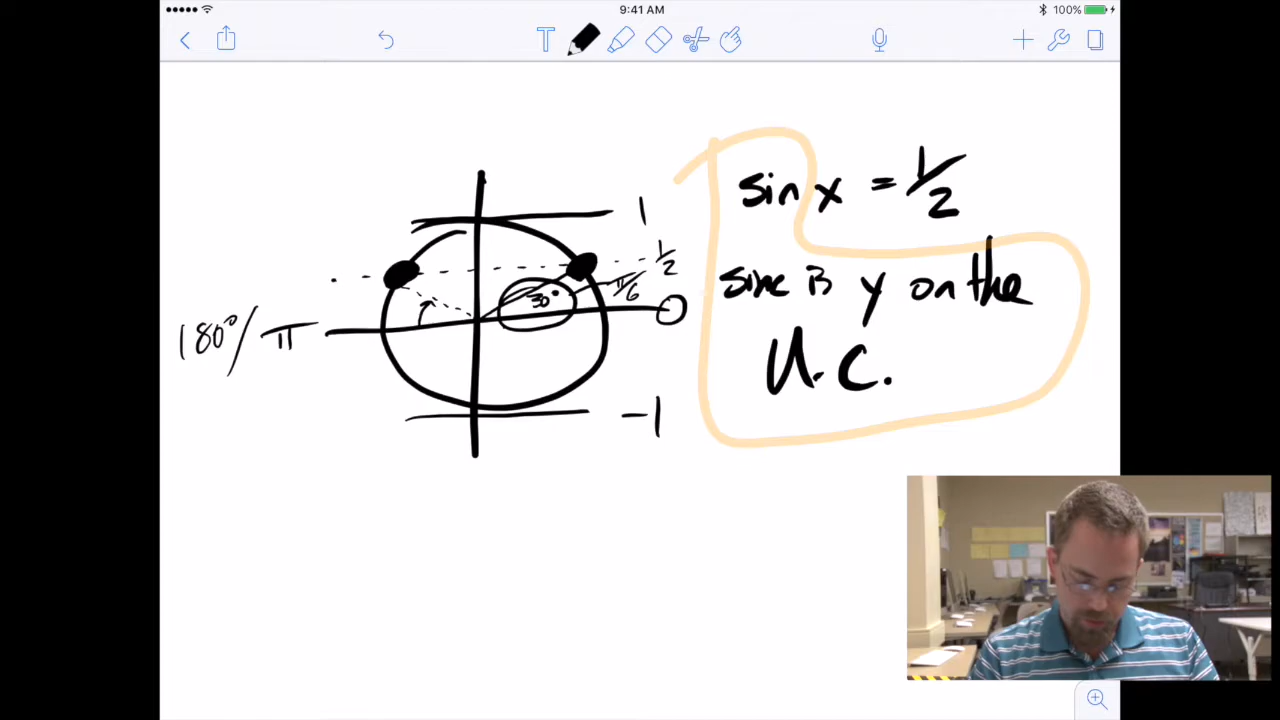 9:41 AM
100%
T
sin x = 1/2
1
1/2
30°
π/6
0
180°/π
-1
sine is y on the
U.C.